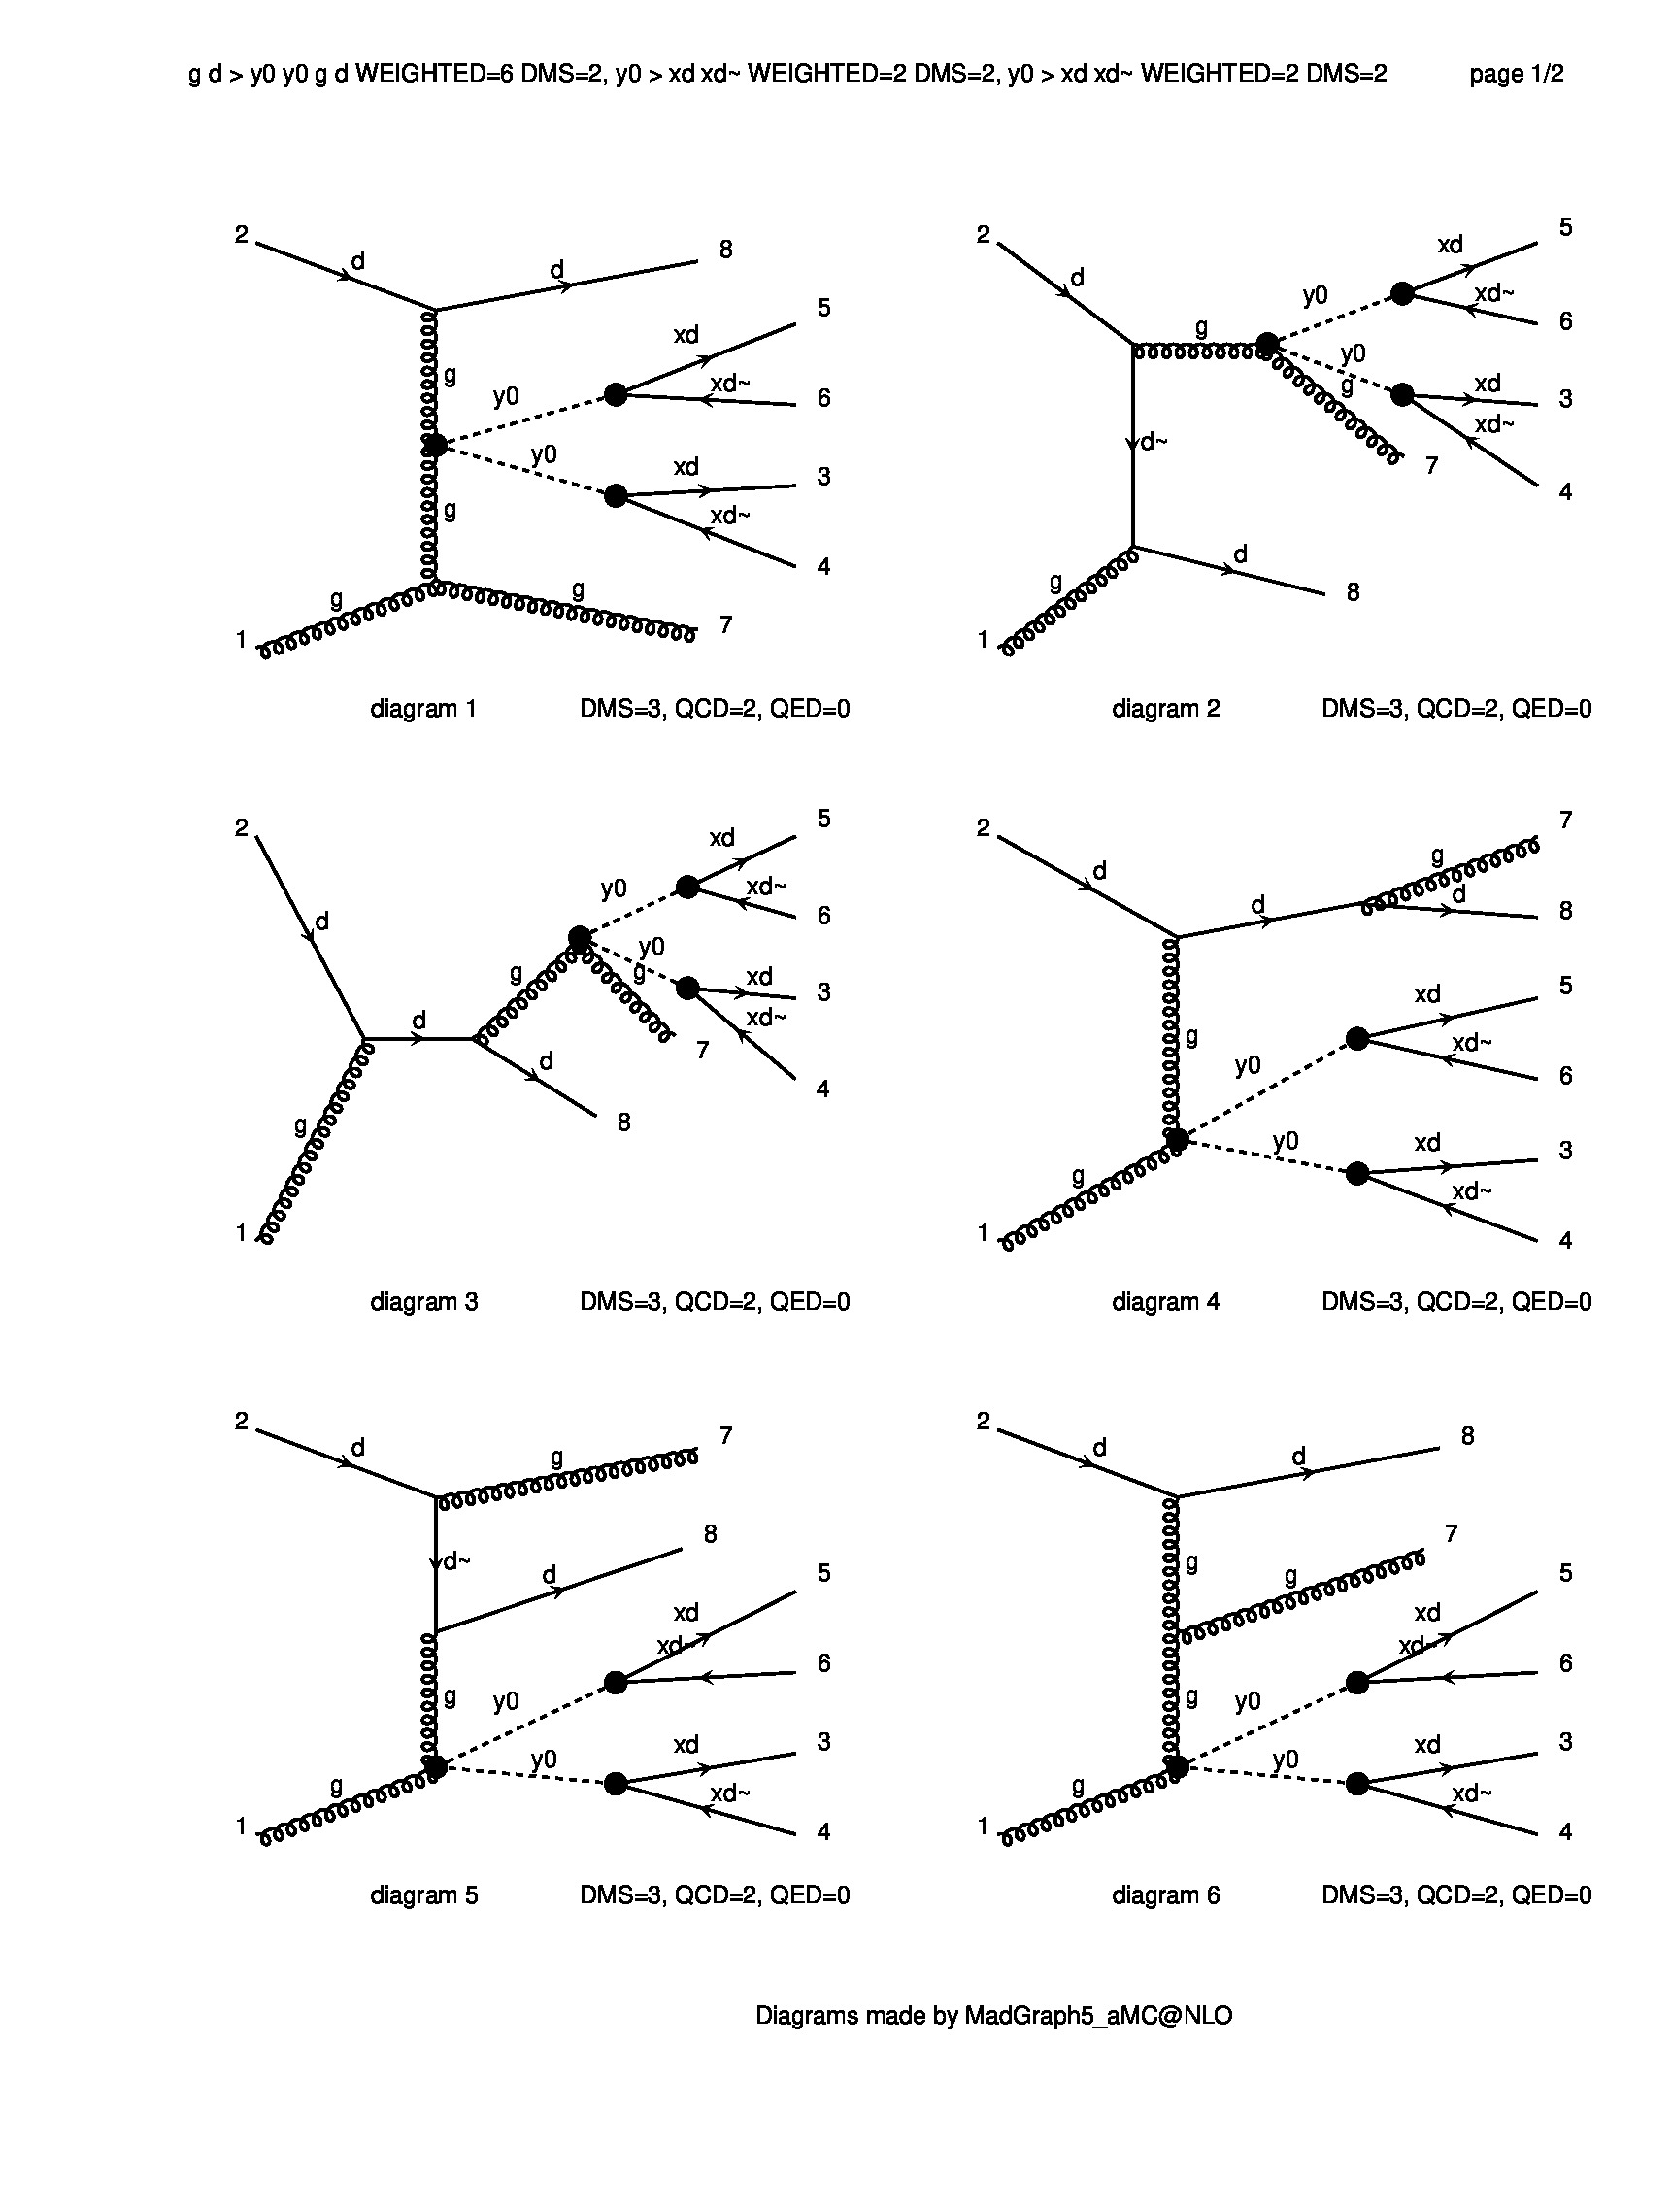 g d > y0 y0 g d WEIGHTED=6 DMS=2, y0 > xd xd~ WEIGHTED=2 DMS=2, y0 > xd xd~ WEIGHTED=2 DMS=2 page 1/2
2 d d 8
g y0 xd 5
xd~ 6
g y0 xd 3
xd~ 4
1 g g 7
diagram 1 DMS=3, QCD=2, QED=0
2 d g y0 xd 5
xd~ 6
y0 xd 3
g xd~ 4
7
d~
1 g d 8
diagram 2 DMS=3, QCD=2, QED=0
2 d d g y0 xd 5
xd~ 6
y0 xd 3
g xd~ 4
7
d 8
1 g
diagram 3 DMS=3, QCD=2, QED=0
2 d d g 7
d 8
g y0 xd 5
xd~ 6
y0 xd 3
xd~ 4
1 g
diagram 4 DMS=3, QCD=2, QED=0
2 d g 7
d~ d 8
g y0 xd 5
xd~ 6
y0 xd 3
xd~ 4
1 g
diagram 5 DMS=3, QCD=2, QED=0
2 d d 8
g g 7
g y0 xd 5
xd~ 6
y0 xd 3
xd~ 4
1 g
diagram 6 DMS=3, QCD=2, QED=0
Diagrams made by MadGraph5_aMC@NLO